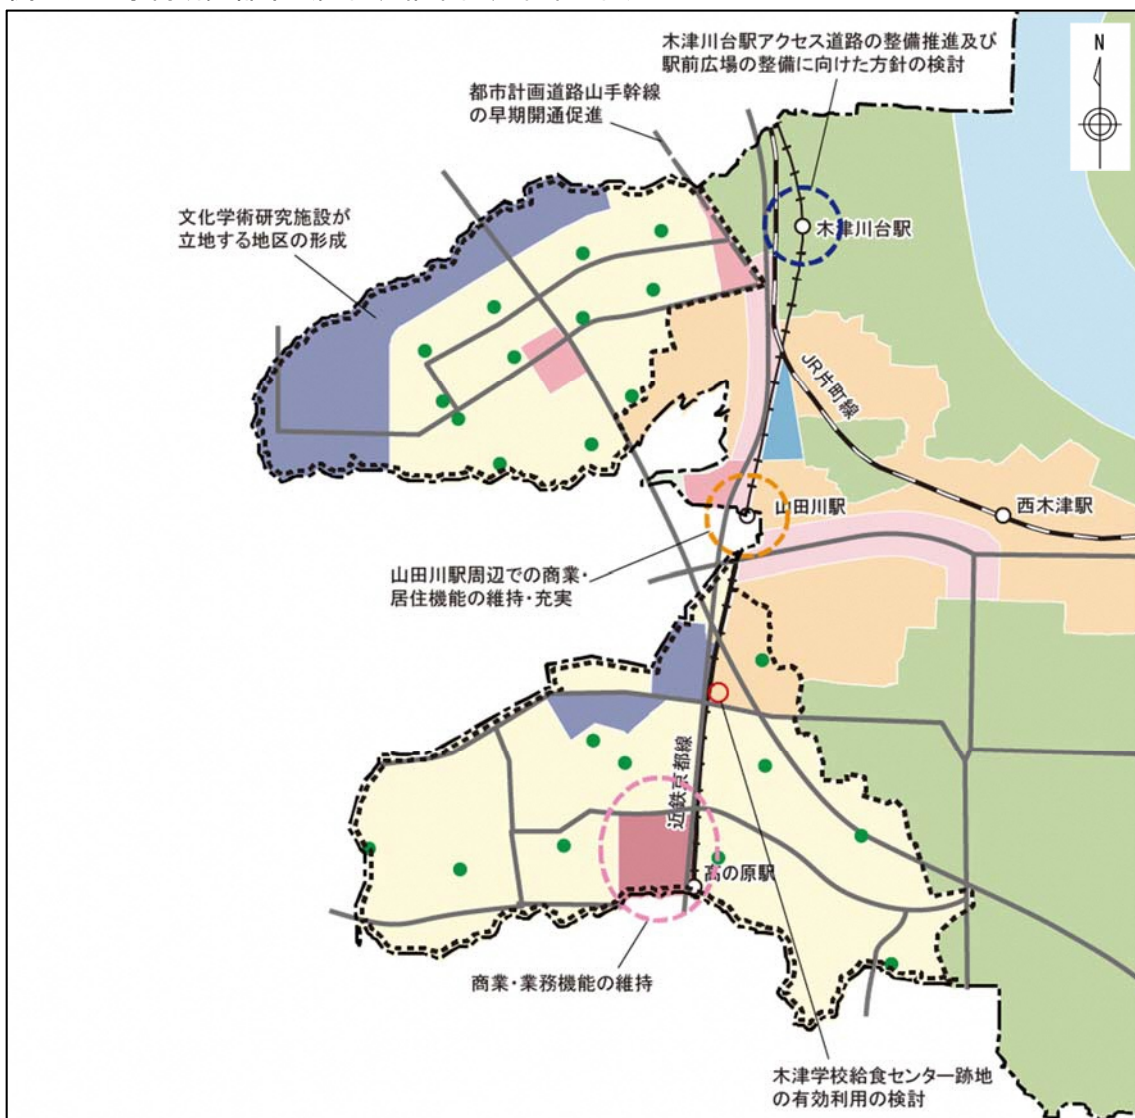 木津川台駅アクセス道路の整備推進及び
駅前広場の整備に向けた方針の検討
N
都市計画道路山手幹線
の早期開通促進
文化学術研究施設が
立地する地区の形成
木津川台駅
JR片町線
山田川駅
西木津駅
山田川駅周辺での商業・
居住機能の維持・充実
近鉄京都線
高の原駅
商業・業務機能の維持
木津学校給食センター跡地
の有効利用の検討